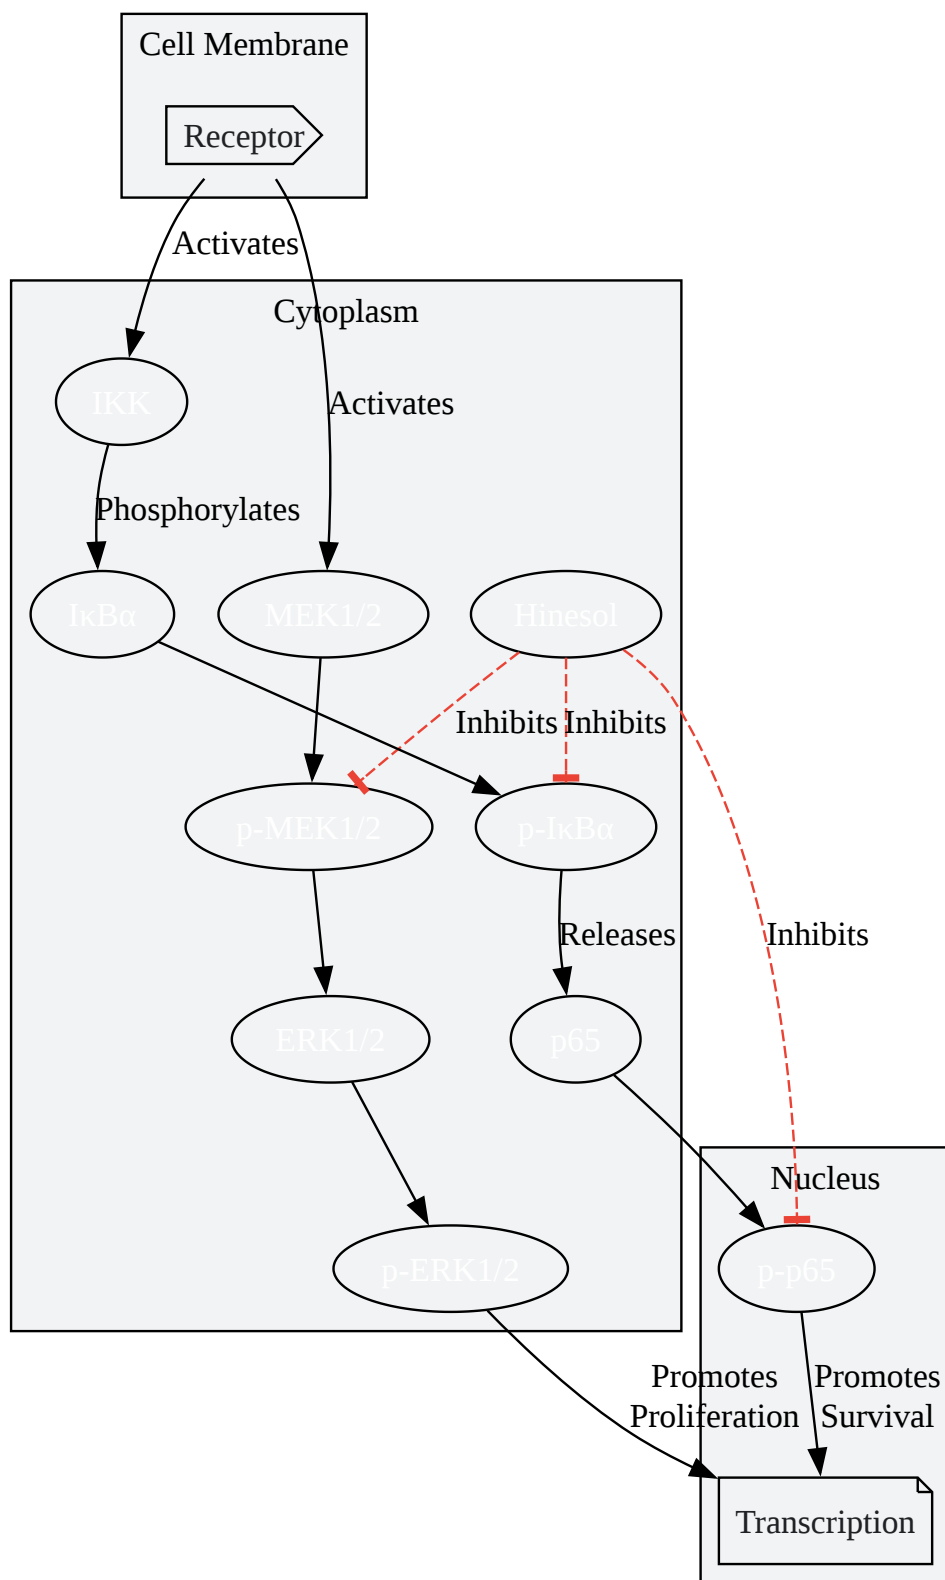 Cell Membrane
Receptor
Activates
Cytoplasm
IKK
Activates
Phosphorylates
IκBα
MEK1/2
Hinesol
Inhibits
Inhibits
p-MEK1/2
p-IκBα
Releases
Inhibits
ERK1/2
p65
Nucleus
p-ERK1/2
p-p65
Promotes
Proliferation
Promotes
Survival
Transcription